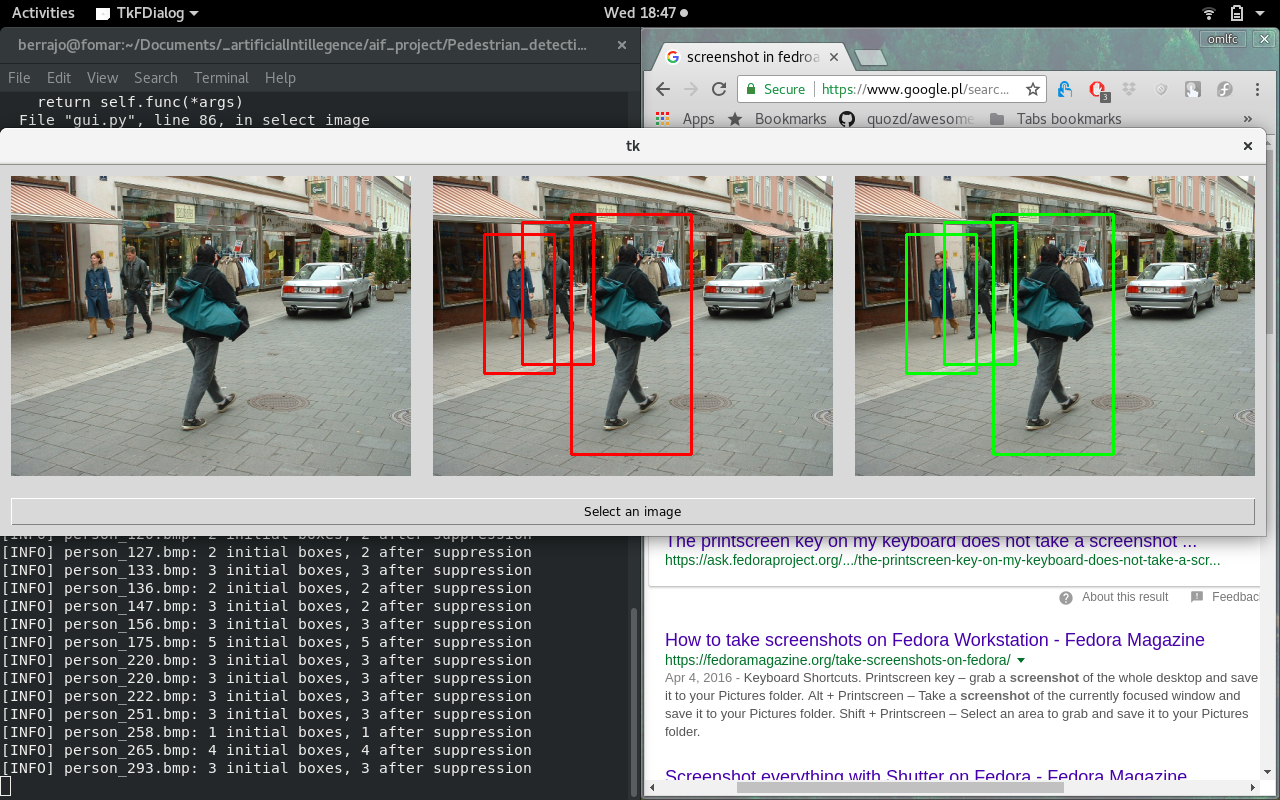 Activities TkFDialog Wed 18:47
berrajo@fomar:~/Documents/_artificialIntillegence/aif_project/Pedestrian_detecti...
File Edit View Search Terminal Help
return self.func(*args)
File "gui.py", line 86, in select image
omlfc
screenshot in fedroa
Secure https://www.google.pl/searc...
3
Apps Bookmarks quozd/awesome Tabs bookmarks »
tk
Select an image
[INFO] person_126.bmp: 2 initial boxes, 2 after suppression
[INFO] person_127.bmp: 2 initial boxes, 2 after suppression
[INFO] person_133.bmp: 3 initial boxes, 3 after suppression
[INFO] person_136.bmp: 2 initial boxes, 2 after suppression
[INFO] person_147.bmp: 3 initial boxes, 2 after suppression
[INFO] person_156.bmp: 3 initial boxes, 3 after suppression
[INFO] person_175.bmp: 5 initial boxes, 5 after suppression
[INFO] person_220.bmp: 3 initial boxes, 3 after suppression
[INFO] person_220.bmp: 3 initial boxes, 3 after suppression
[INFO] person_222.bmp: 3 initial boxes, 3 after suppression
[INFO] person_251.bmp: 3 initial boxes, 3 after suppression
[INFO] person_258.bmp: 1 initial boxes, 1 after suppression
[INFO] person_265.bmp: 4 initial boxes, 4 after suppression
[INFO] person_293.bmp: 3 initial boxes, 3 after suppression
The printscreen key on my keyboard does not take a screenshot ...
https://ask.fedoraproject.org/.../the-printscreen-key-on-my-keyboard-does-not-take-a-scr...
About this result Feedbac
How to take screenshots on Fedora Workstation - Fedora Magazine
https://fedoramagazine.org/take-screenshots-on-fedora/
Apr 4, 2016 - Keyboard Shortcuts. Printscreen key – grab a screenshot of the whole desktop and save
it to your Pictures folder. Alt + Printscreen – Take a screenshot of the currently focused window and
save it to your Pictures folder. Shift + Printscreen – Select an area to grab and save it to your Pictures
folder.
Screenshot everything with Shutter on Fedora - Fedora Magazine